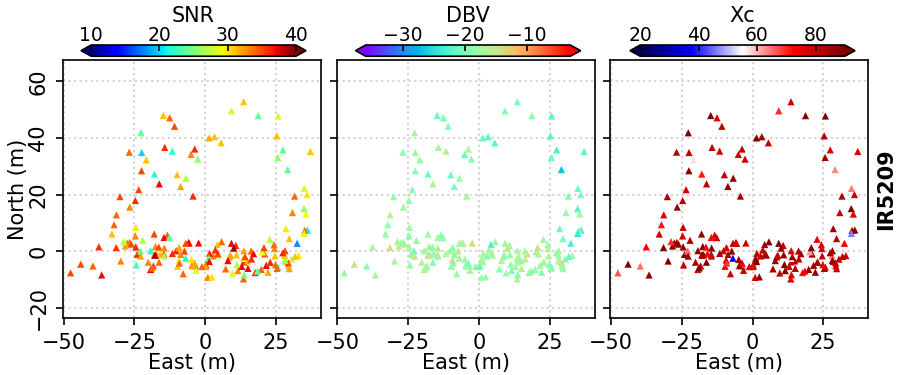 SNR DBV Xc
10 20 30 40 −30 −20 −10 20 40 60 80
60
40
20
0
−20
North (m)
IR5209
−50 −25 0 25 −50 −25 0 25 −50 −25 0 25
East (m) East (m) East (m)